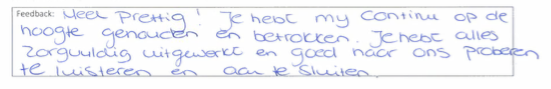 Feedback: Heel prettig! Je hebt my continu op de
hoogte gehouden en betrokken. Je hebt alles
zorgvuldig uitgewerkt en goed naar ons proberen
te luisteren en aan te sluiten.